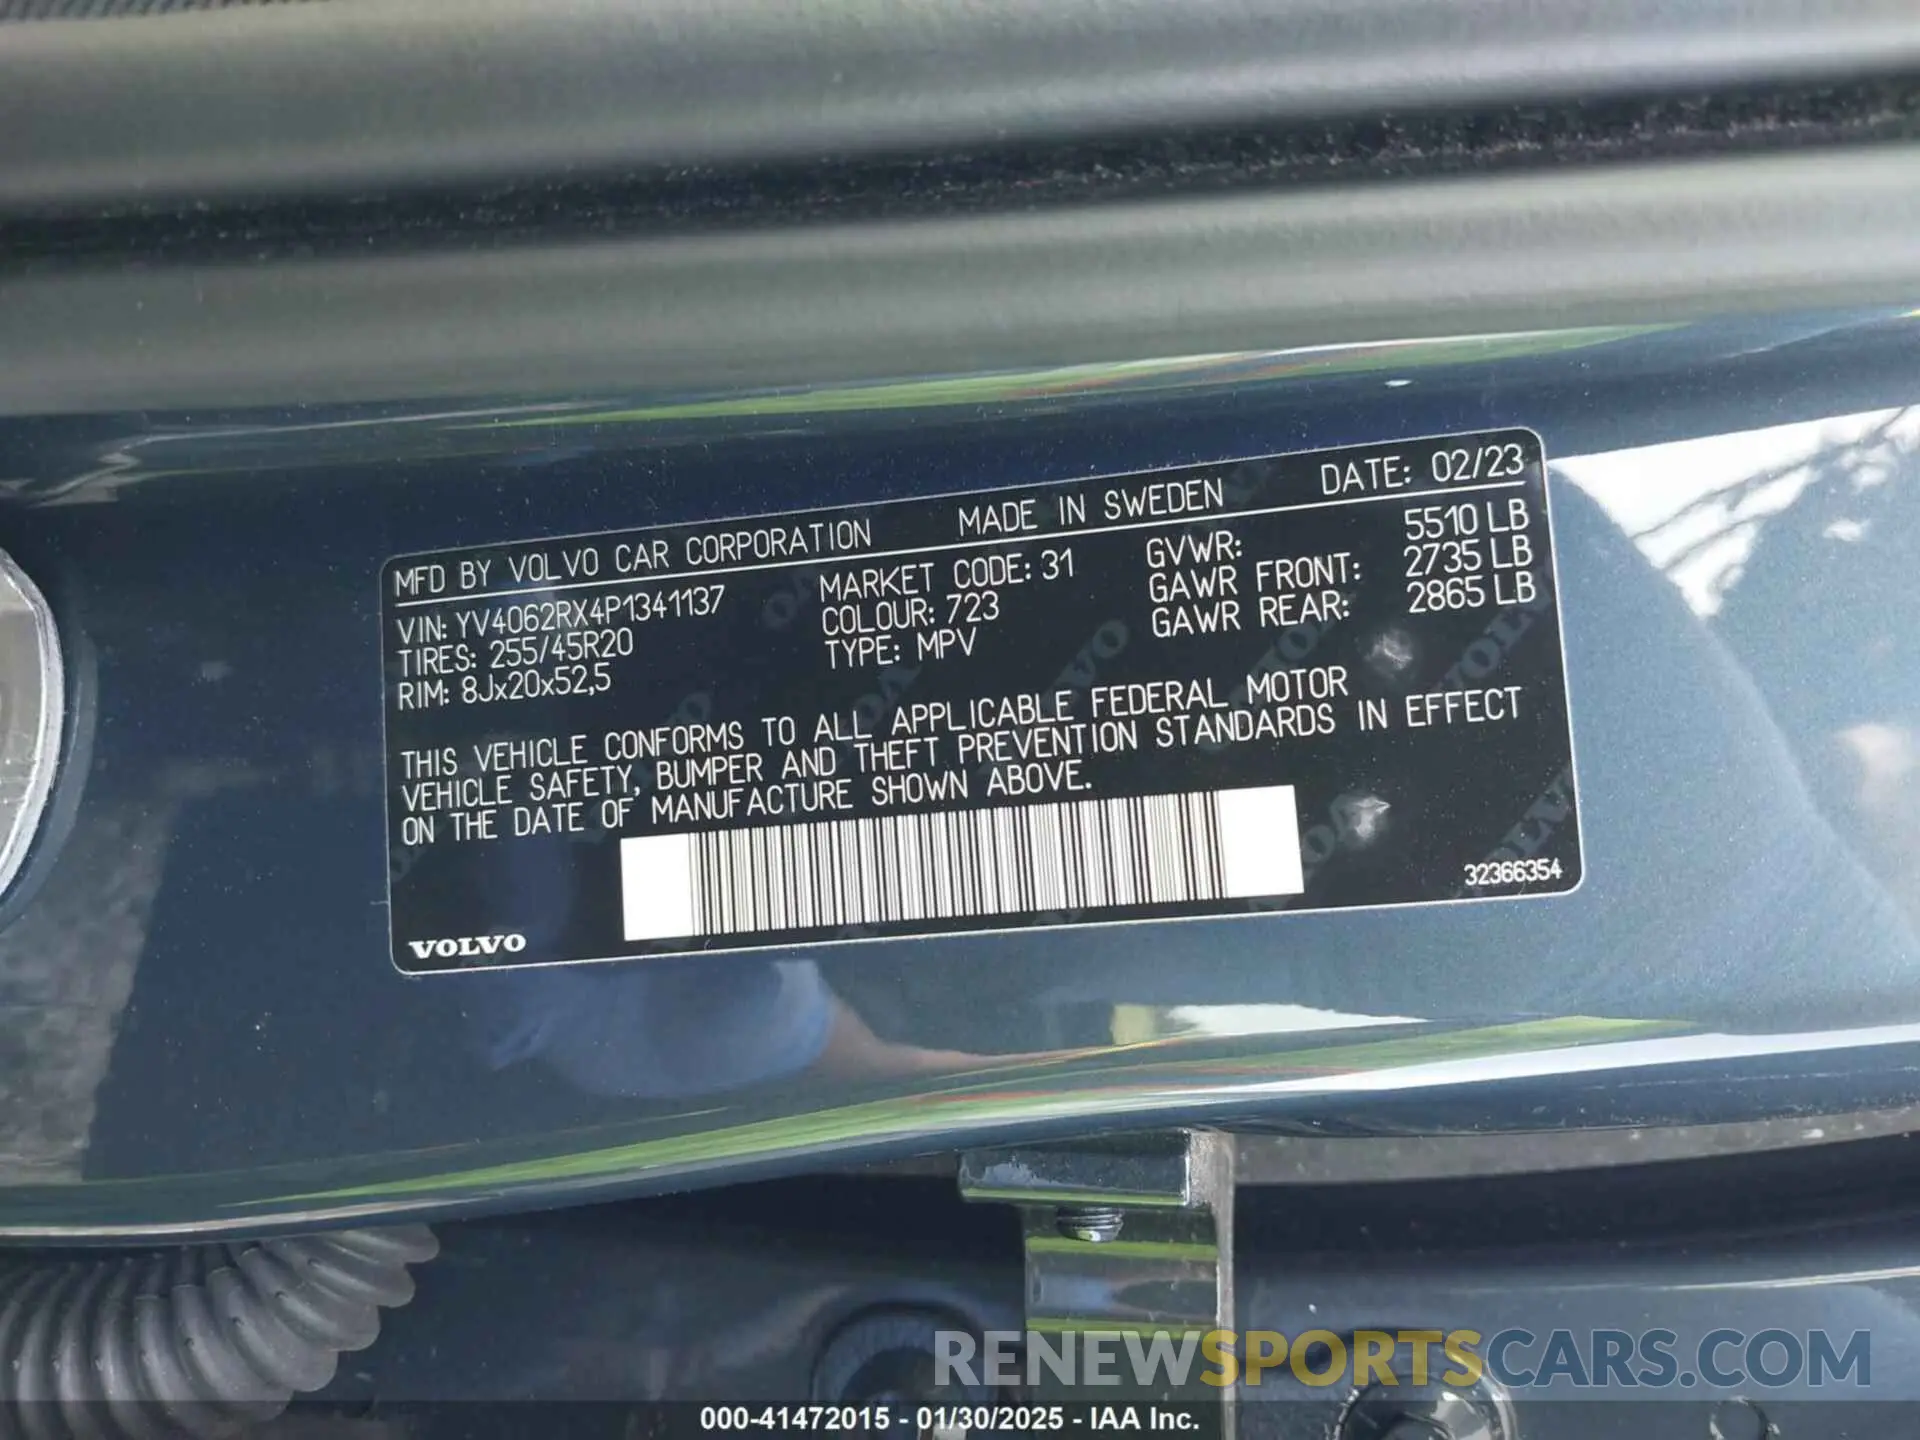 MFD BY VOLVO CAR CORPORATION MADE IN SWEDEN DATE: 02/23
VIN: YV4062RX4P1341137 MARKET CODE: 31 GVWR: 5510 LB
TIRES: 255/45R20 COLOUR: 723 GAWR FRONT: 2735 LB
RIM: 8Jx20x52,5 TYPE: MPV GAWR REAR: 2865 LB
THIS VEHICLE CONFORMS TO ALL APPLICABLE FEDERAL MOTOR
VEHICLE SAFETY, BUMPER AND THEFT PREVENTION STANDARDS IN EFFECT
ON THE DATE OF MANUFACTURE SHOWN ABOVE.
32366354
VOLVO
RENEWSPORTSCARS.COM
000-41472015 - 01/30/2025 - IAA Inc.